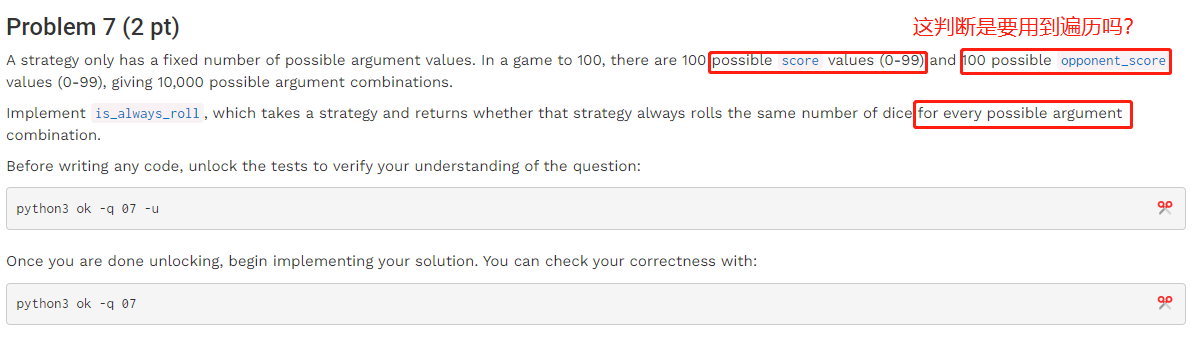 Problem 7 (2 pt)
这判断是要用到遍历吗?
A strategy only has a fixed number of possible argument values. In a game to 100, there are 100 possible score values (0-99) and 100 possible opponent_score
values (0-99), giving 10,000 possible argument combinations.
Implement is_always_roll, which takes a strategy and returns whether that strategy always rolls the same number of dice for every possible argument
combination.
Before writing any code, unlock the tests to verify your understanding of the question:
python3 ok -q 07 -u
Once you are done unlocking, begin implementing your solution. You can check your correctness with:
python3 ok -q 07